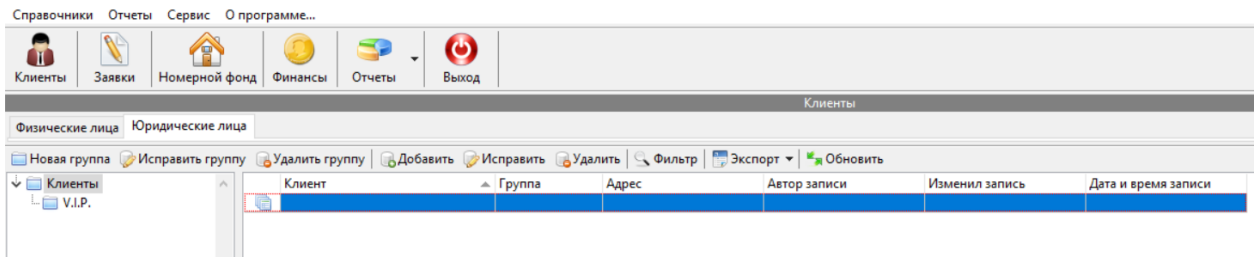 Справочники Отчеты Сервис О программе...
Клиенты Заявки Номерной фонд Финансы Отчеты Выход
Клиенты
Физические лица Юридические лица
Новая группа Исправить группу Удалить группу Добавить Исправить Удалить Фильтр Экспорт Обновить
Клиенты Клиент Группа Адрес Автор записи Изменил запись Дата и время записи
V.I.P.